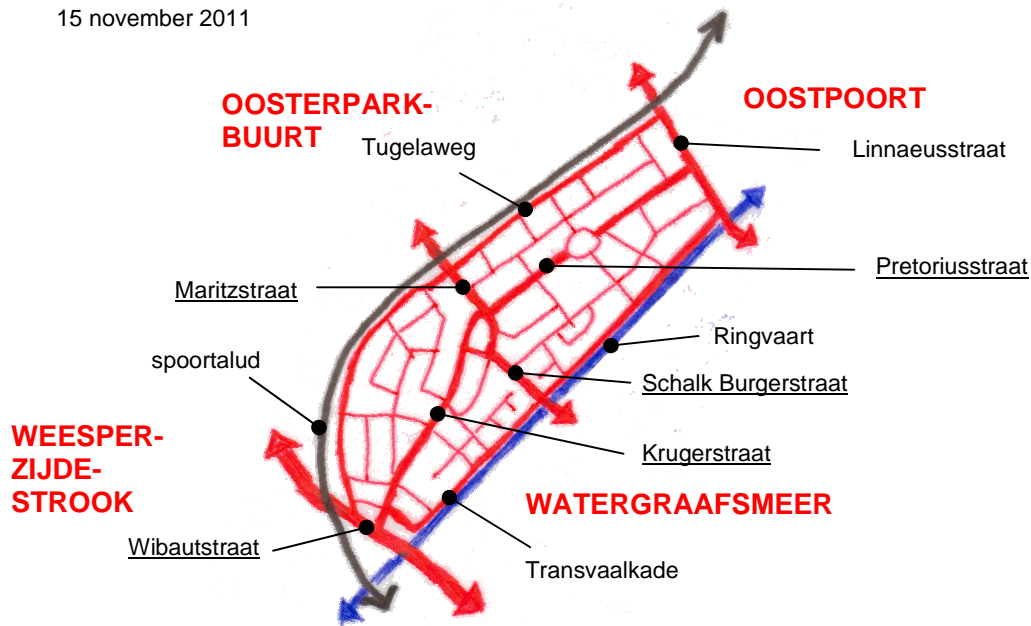 15 november 2011
OOSTERPARK-
BUURT
OOSTPOORT
Tugelaweg
Linnaeusstraat
Maritzstraat
Pretoriusstraat
Ringvaart
spoortalud
Schalk Burgerstraat
WEESPER-
ZIJDE-
STROOK
Krugerstraat
WATERGRAAFSMEER
Wibautstraat
Transvaalkade